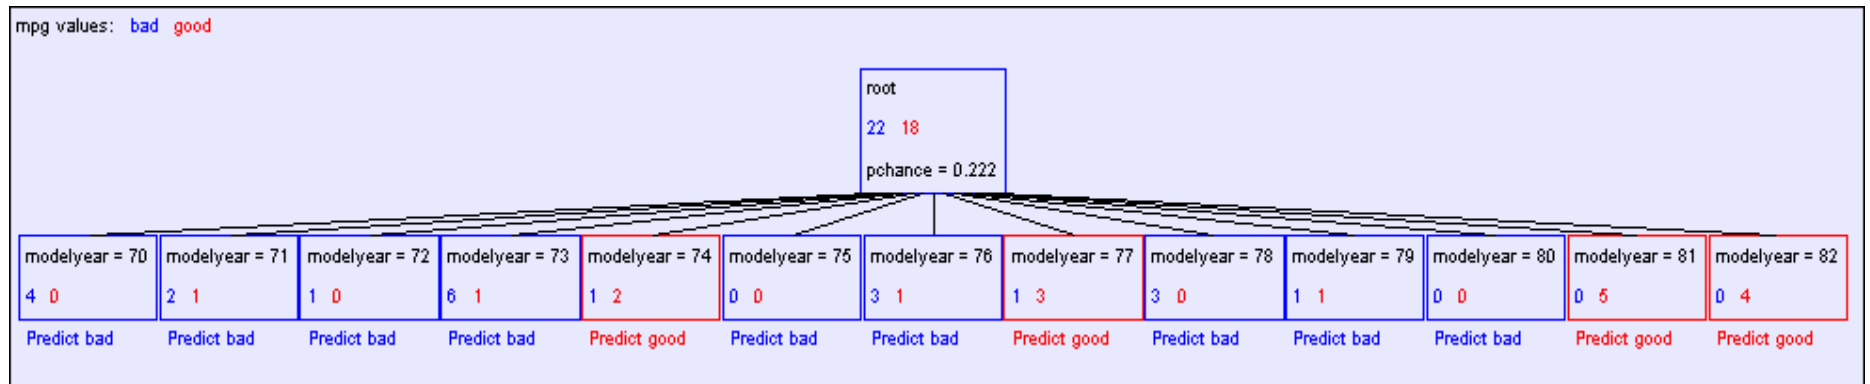 mpg values: bad good
root
22 18
pchance = 0.222
modelyear = 70 modelyear = 71 modelyear = 72 modelyear = 73 modelyear = 74 modelyear = 75 modelyear = 76 modelyear = 77 modelyear = 78 modelyear = 79 modelyear = 80 modelyear = 81 modelyear = 82
4 0 2 1 1 0 6 1 1 2 0 0 3 1 1 3 3 0 1 1 0 0 0 5 0 4
Predict bad Predict bad Predict bad Predict bad Predict good Predict bad Predict bad Predict good Predict bad Predict bad Predict bad Predict good Predict good